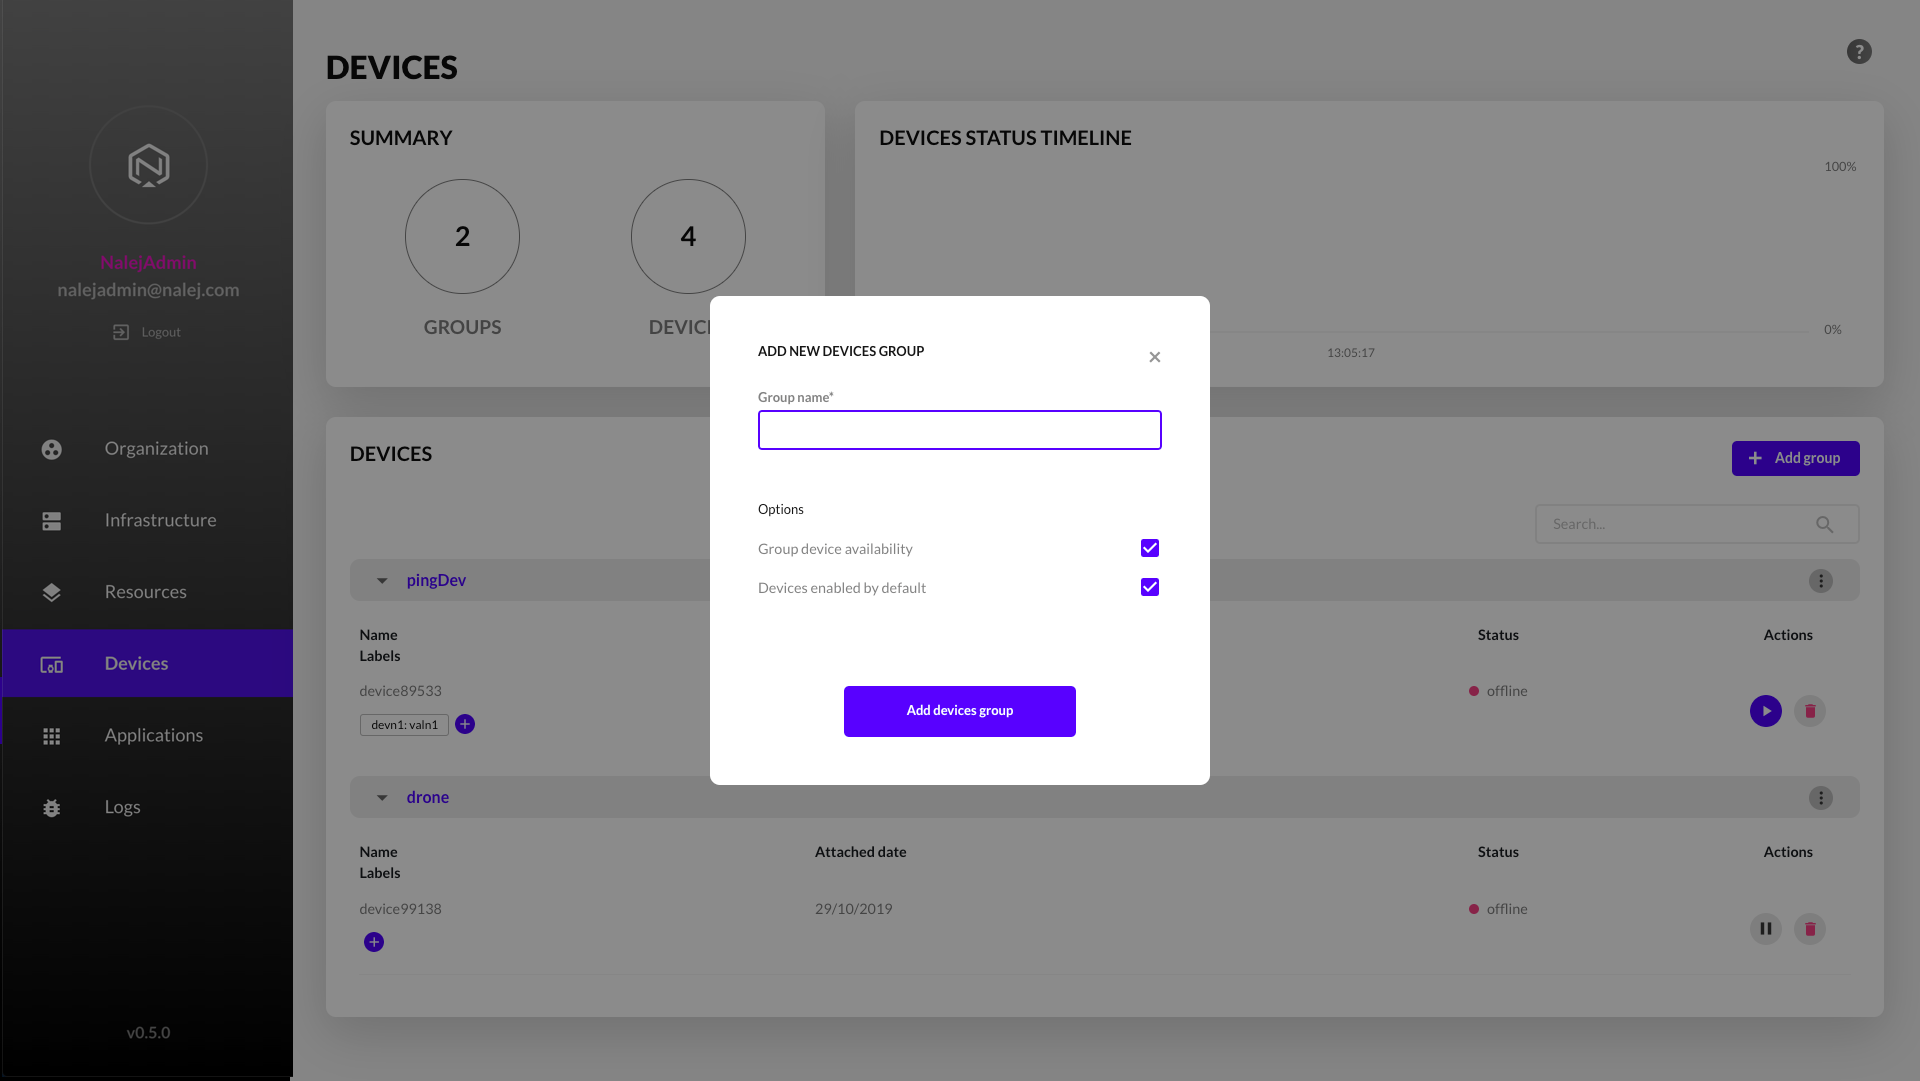 NalejAdmin
nalejadmin@nalej.com
Logout
Organization
Infrastructure
Resources
Devices
Applications
Logs
v0.5.0
DEVICES
?
SUMMARY
2
4
GROUPS
DEVIC
DEVICES STATUS TIMELINE
100%
0%
13:05:17
DEVICES
Add group
Search...
pingDev
Name
Labels
Status
Actions
device89533
offline
devn1: valn1
drone
Name
Labels
Attached date
Status
Actions
device99138
29/10/2019
offline
ADD NEW DEVICES GROUP
Group name*
Options
Group device availability
Devices enabled by default
Add devices group